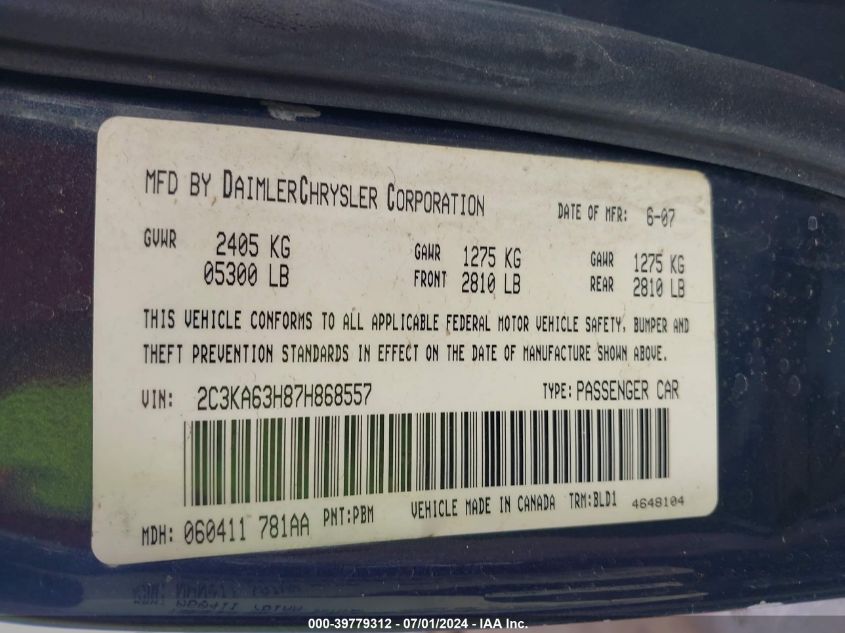 MFD BY DAIMLERCHRYSLER CORPORATION DATE OF MFR: 6-07
GVWR 2405 KG GAWR 1275 KG GAWR 1275 KG
05300 LB FRONT 2810 LB REAR 2810 LB
THIS VEHICLE CONFORMS TO ALL APPLICABLE FEDERAL MOTOR VEHICLE SAFETY, BUMPER AND
THEFT PREVENTION STANDARDS IN EFFECT ON THE DATE OF MANUFACTURE SHOWN ABOVE.
VIN: 2C3KA63H87H868557 TYPE: PASSENGER CAR
MDH: 060411 781AA PNT:PBM VEHICLE MADE IN CANADA TRM:BLD1 4648104
000-39779312 - 07/01/2024 - IAA Inc.